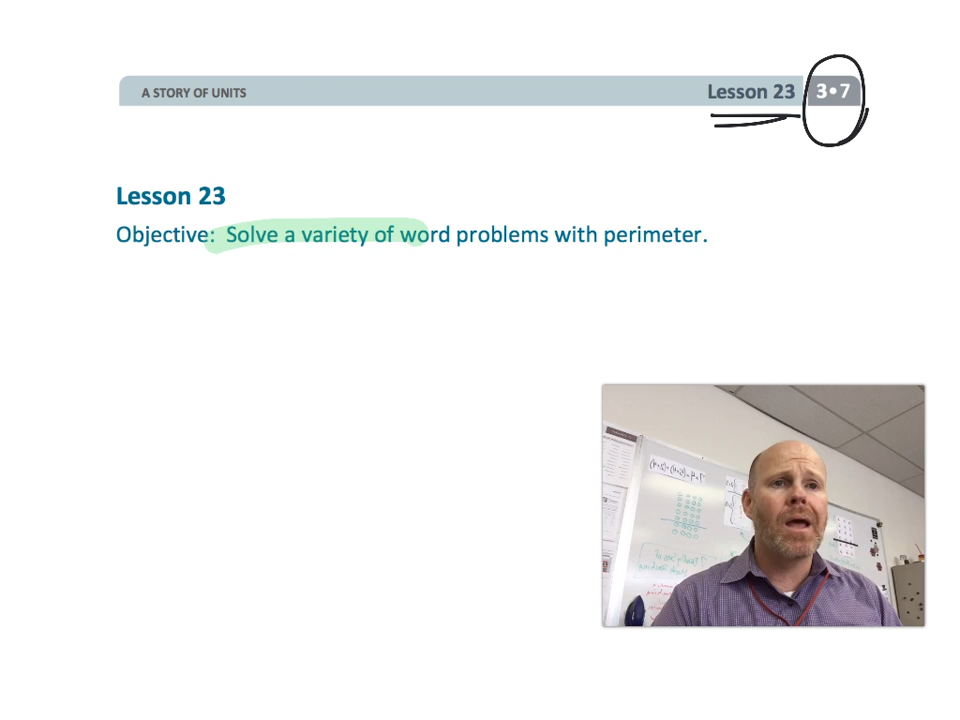 A STORY OF UNITS
Lesson 23 3•7
Lesson 23
Objective: Solve a variety of word problems with perimeter.